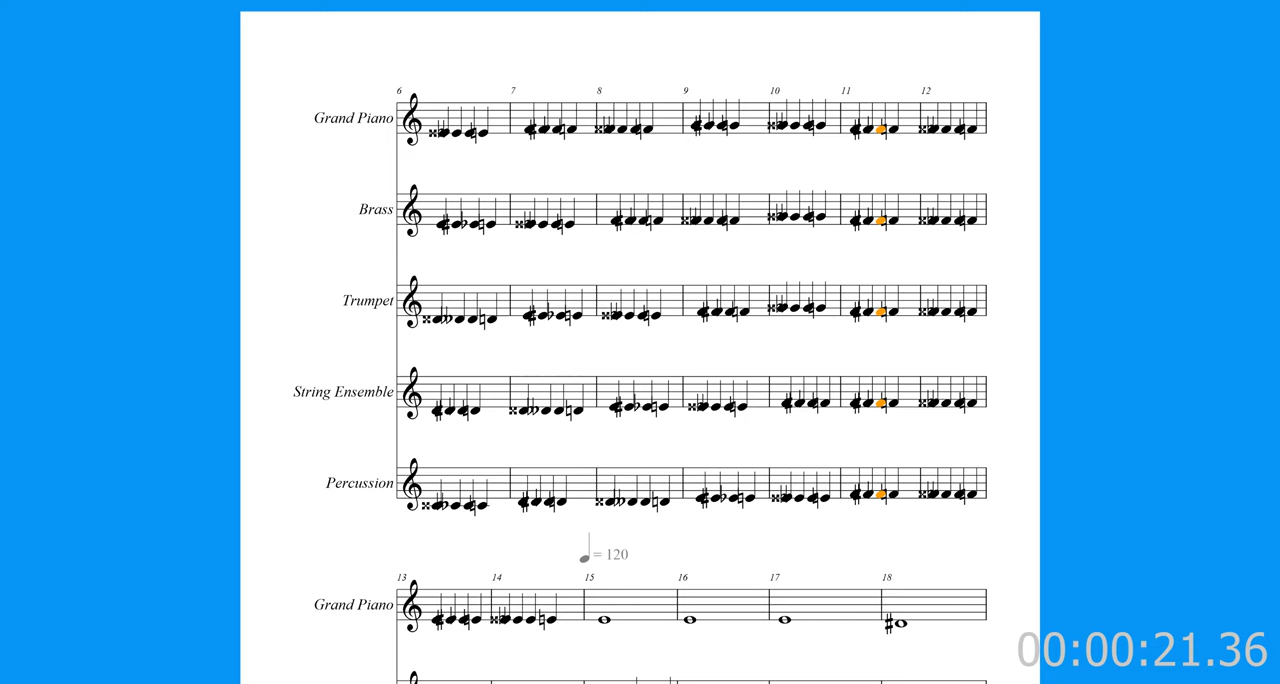 6 7 8 9 10 11 12
Grand Piano
Brass
Trumpet
String Ensemble
Percussion
= 120
13 14 15 16 17 18
Grand Piano
00:00:21.36